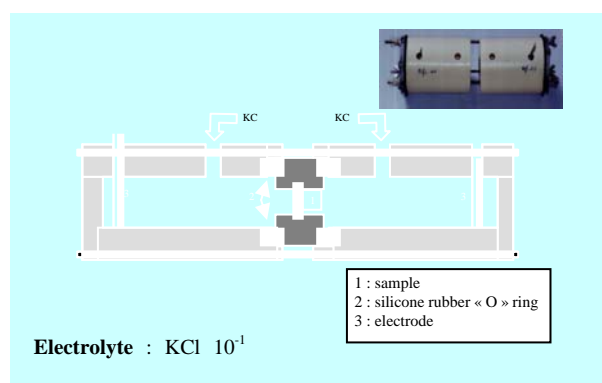 KC KC
1 : sample
2 : silicone rubber « O » ring
3 : electrode
Electrolyte : KCl 10-1